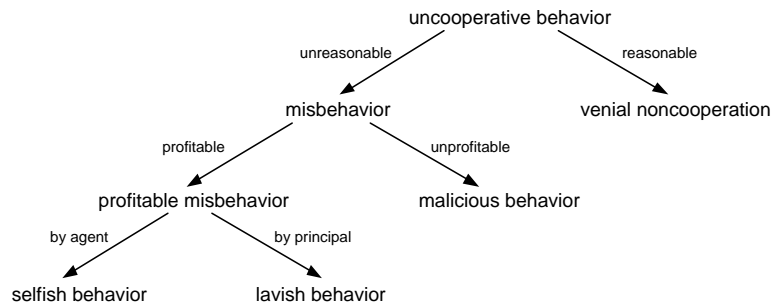 uncooperative behavior
unreasonable
reasonable
misbehavior
venial noncooperation
profitable
unprofitable
profitable misbehavior
malicious behavior
by agent
by principal
selfish behavior
lavish behavior